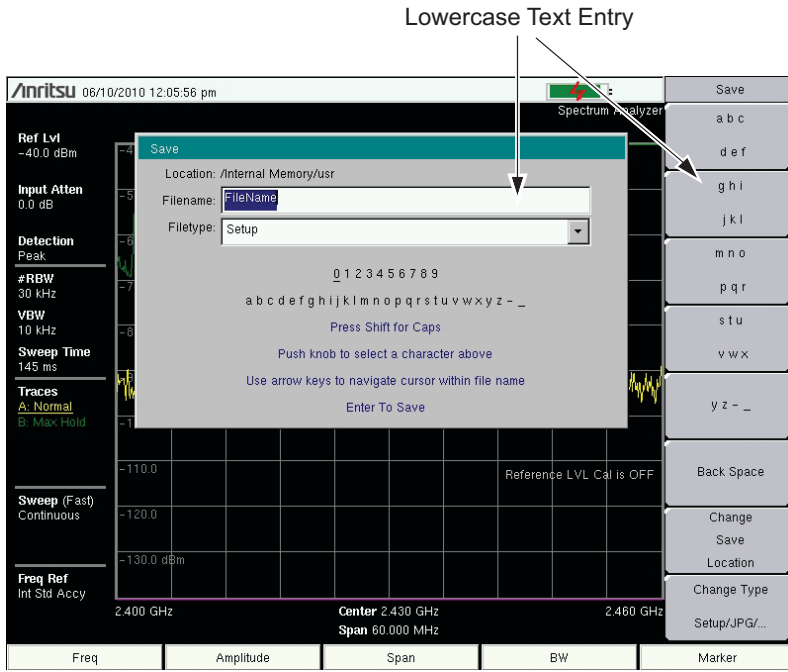 Lowercase Text Entry
/Inritsu 06/10/2010 12:05:56 pm
Save
Spectrum Analyzer
Ref Lvl
-40.0 dBm
Input Atten
0.0 dB
Detection
Peak
#RBW
30 kHz
VBW
10 kHz
Sweep Time
145 ms
Traces
A: Normal
B: Max Hold
Sweep (Fast)
Continuous
Freq Ref
Int Std Accy
Save
Location: /Internal Memory/usr
Filename: FileName
Filetype: Setup
0 1 2 3 4 5 6 7 8 9
a b c d e f g h i j k l m n o p q r s t u v w x y z - _
Press Shift for Caps
Push knob to select a character above
Use arrow keys to navigate cursor within file name
Enter To Save
-110.0
Reference LVL Cal is OFF
-120.0
-130.0 dBm
2.400 GHz
Center 2.430 GHz
2.460 GHz
Span 60.000 MHz
a b c
d e f
g h i
j k l
m n o
p q r
s t u
v w x
y z - _
Back Space
Change
Save
Location
Change Type
Setup/JPG/...
Freq
Amplitude
Span
BW
Marker